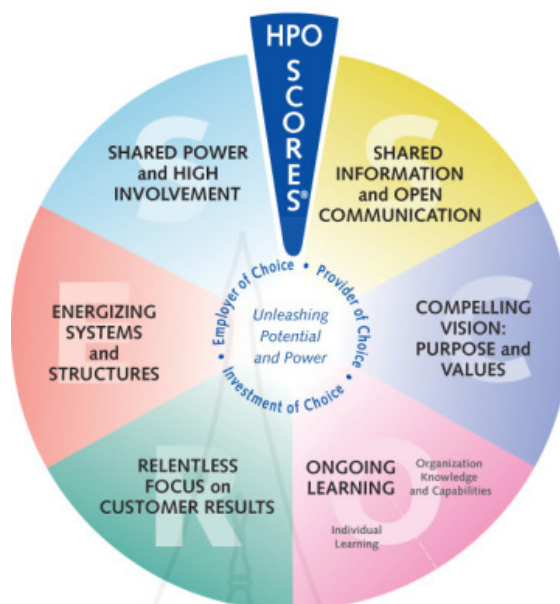 HPO
SCORES®
SHARED
INFORMATION
and OPEN
COMMUNICATION
S
COMPELLING
VISION:
PURPOSE and
VALUES
C
ONGOING
LEARNING
Organization
Knowledge
and Capabilities
Individual
Learning
O
RELENTLESS
FOCUS on
CUSTOMER RESULTS
R
ENERGIZING
SYSTEMS
and
STRUCTURES
E
SHARED POWER
and HIGH
INVOLVEMENT
S
• Employer of Choice • Provider of Choice • Investment of Choice
Unleashing
Potential
and Power